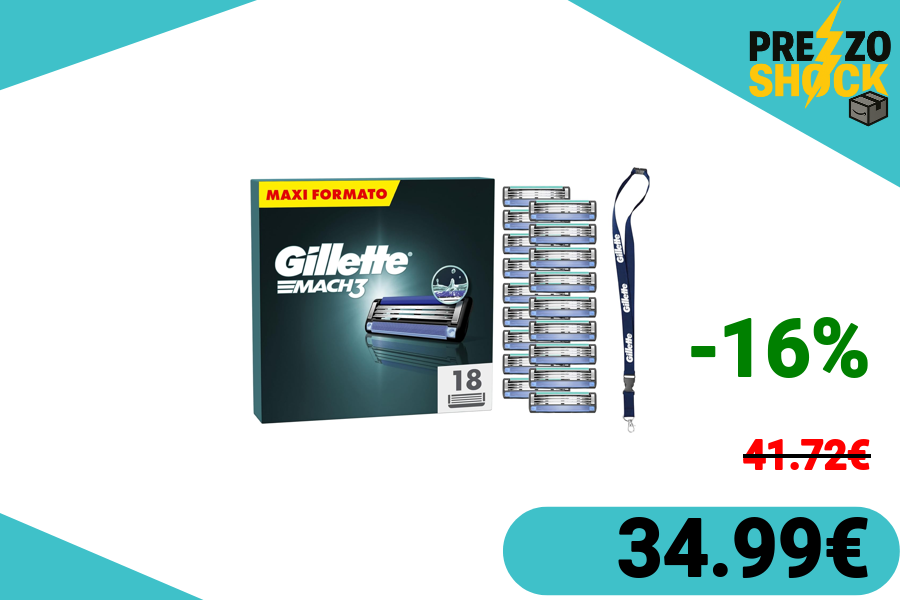 PREZZO
SHOCK
MAXI FORMATO
Gillette
MACH3
18
Gillette
Gillette
Gillette
-16%
41.72€
34.99€